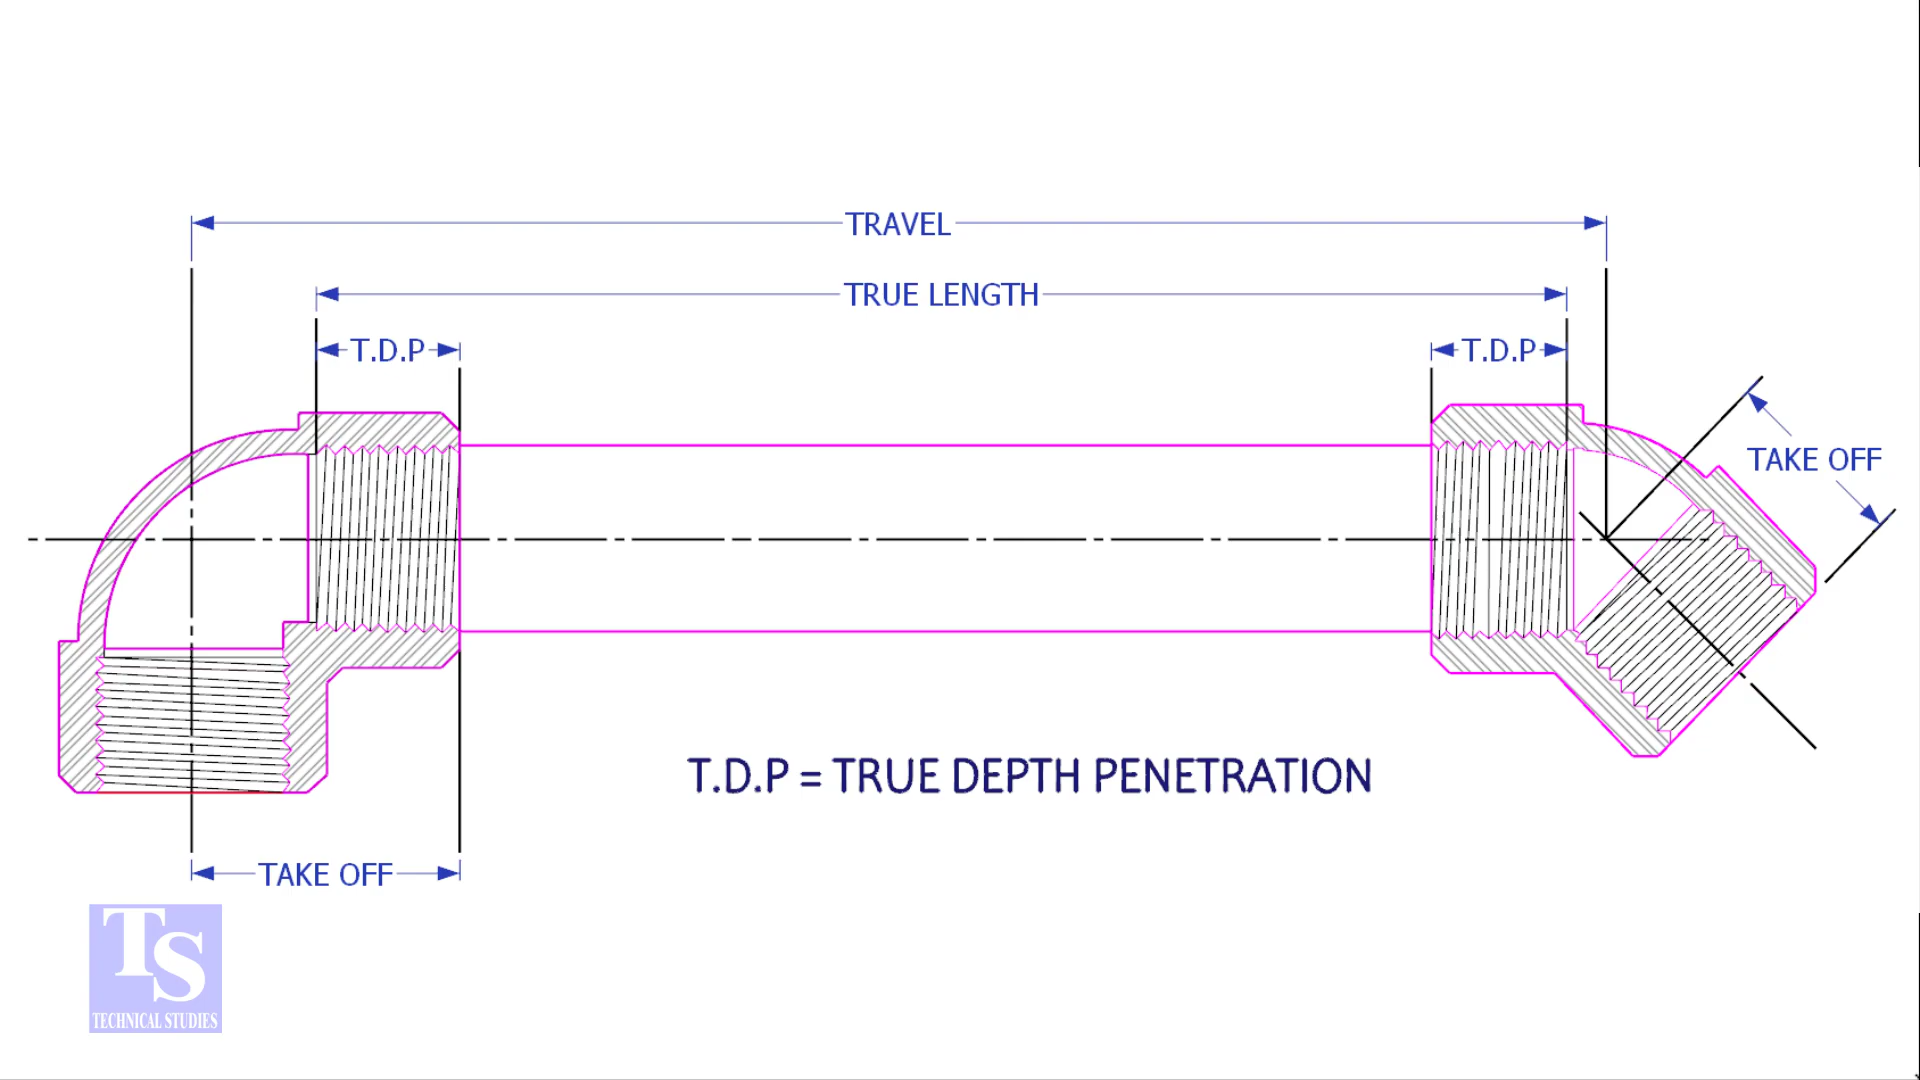 TRAVEL
TRUE LENGTH
T.D.P
T.D.P
TAKE OFF
T.D.P = TRUE DEPTH PENETRATION
TAKE OFF
TS
TECHNICAL STUDIES